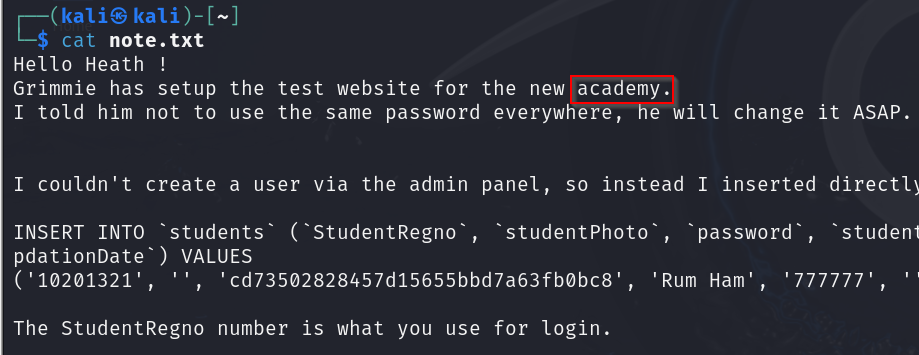 ┌──(kali㉿kali)-[~]
└─$ cat note.txt
Hello Heath !
Grimmie has setup the test website for the new academy.
I told him not to use the same password everywhere, he will change it ASAP.
I couldn't create a user via the admin panel, so instead I inserted directly
INSERT INTO `students` (`StudentRegno`, `studentPhoto`, `password`, `student
pdationDate`) VALUES
('10201321', '', 'cd73502828457d15655bbd7a63fb0bc8', 'Rum Ham', '777777', '
The StudentRegno number is what you use for login.